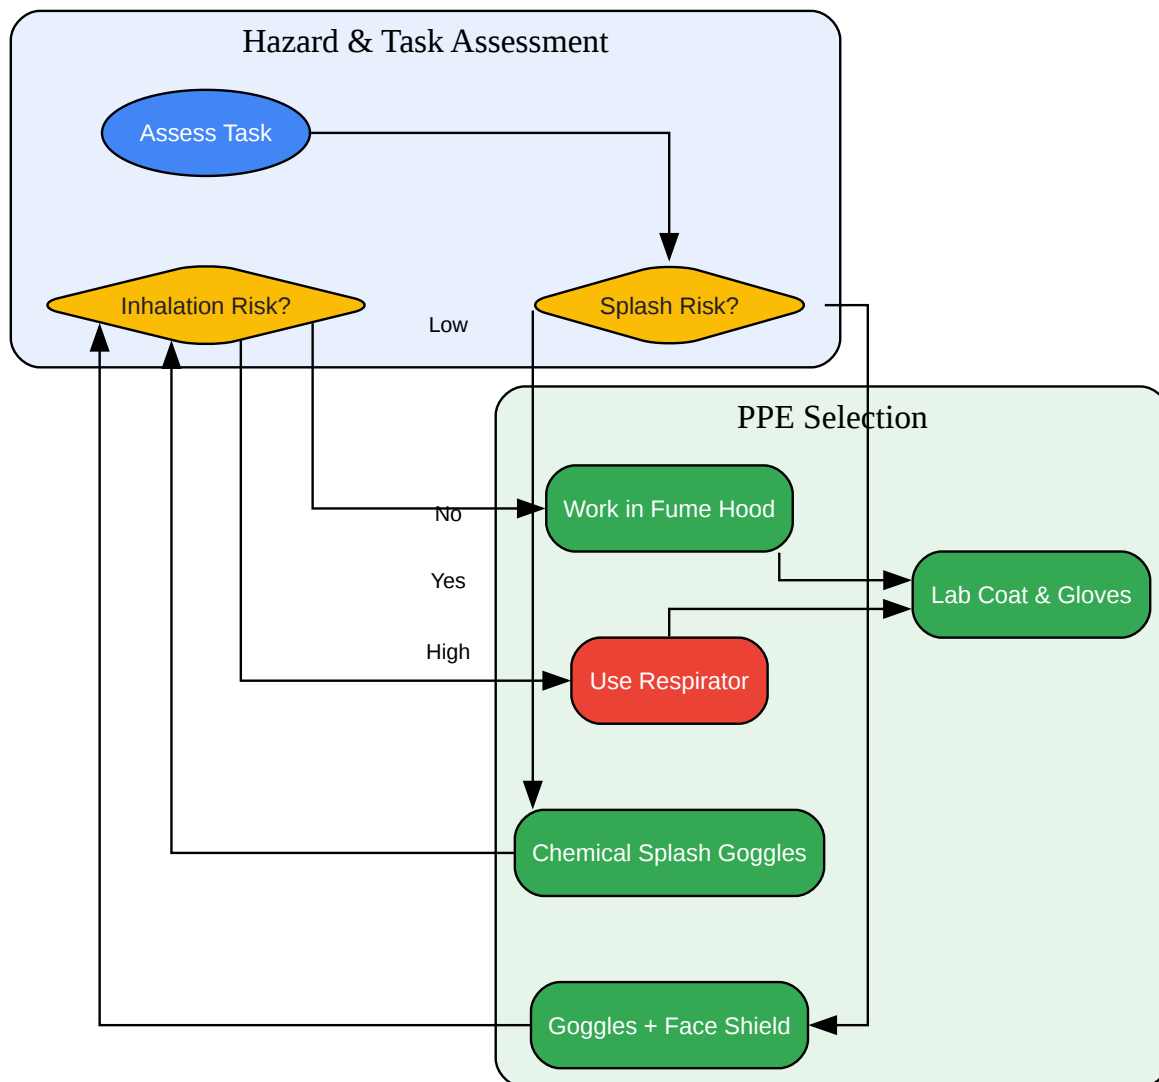 Hazard & Task Assessment
Assess Task
Inhalation Risk?
Splash Risk?
Low
PPE Selection
Work in Fume Hood
No
Yes
Lab Coat & Gloves
High
Use Respirator
Chemical Splash Goggles
Goggles + Face Shield